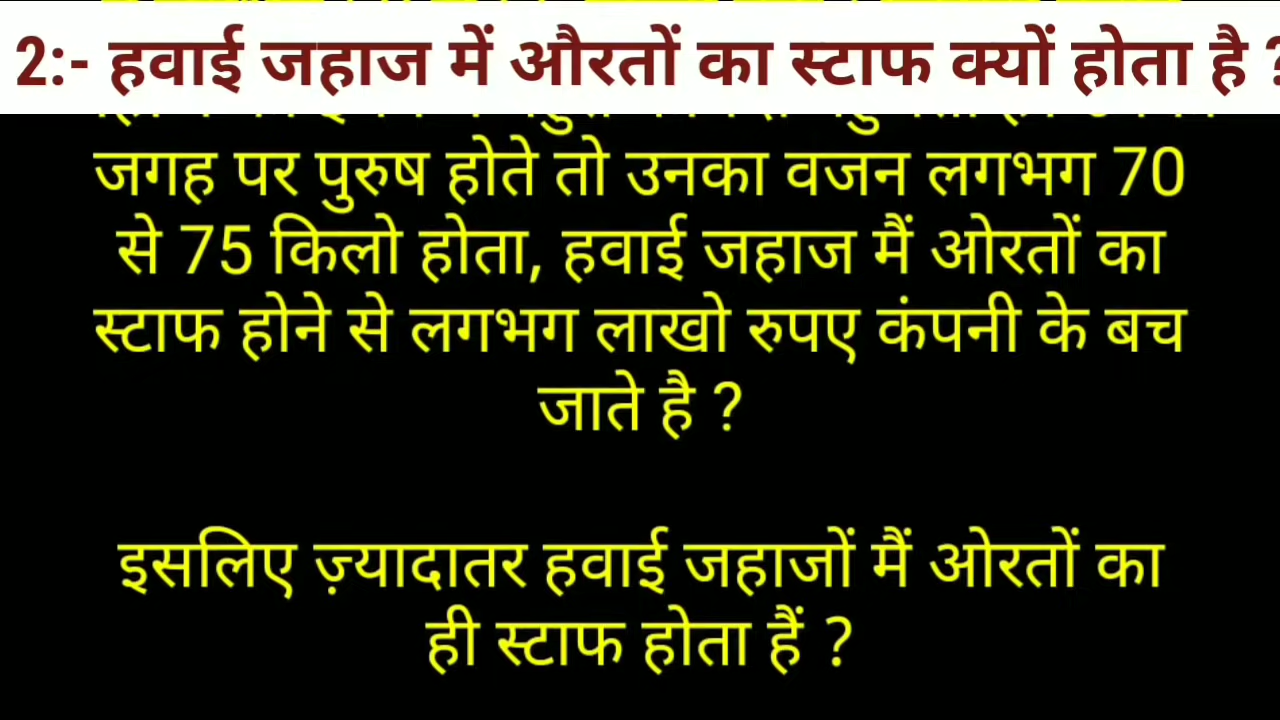 2:- हवाई जहाज में औरतों का स्टाफ क्यों होता है ?
जगह पर पुरुष होते तो उनका वजन लगभग 70
से 75 किलो होता, हवाई जहाज मैं ओरतों का
स्टाफ होने से लगभग लाखो रुपए कंपनी के बच
जाते है ?
इसलिए ज़्यादातर हवाई जहाजों मैं ओरतों का
ही स्टाफ होता हैं ?